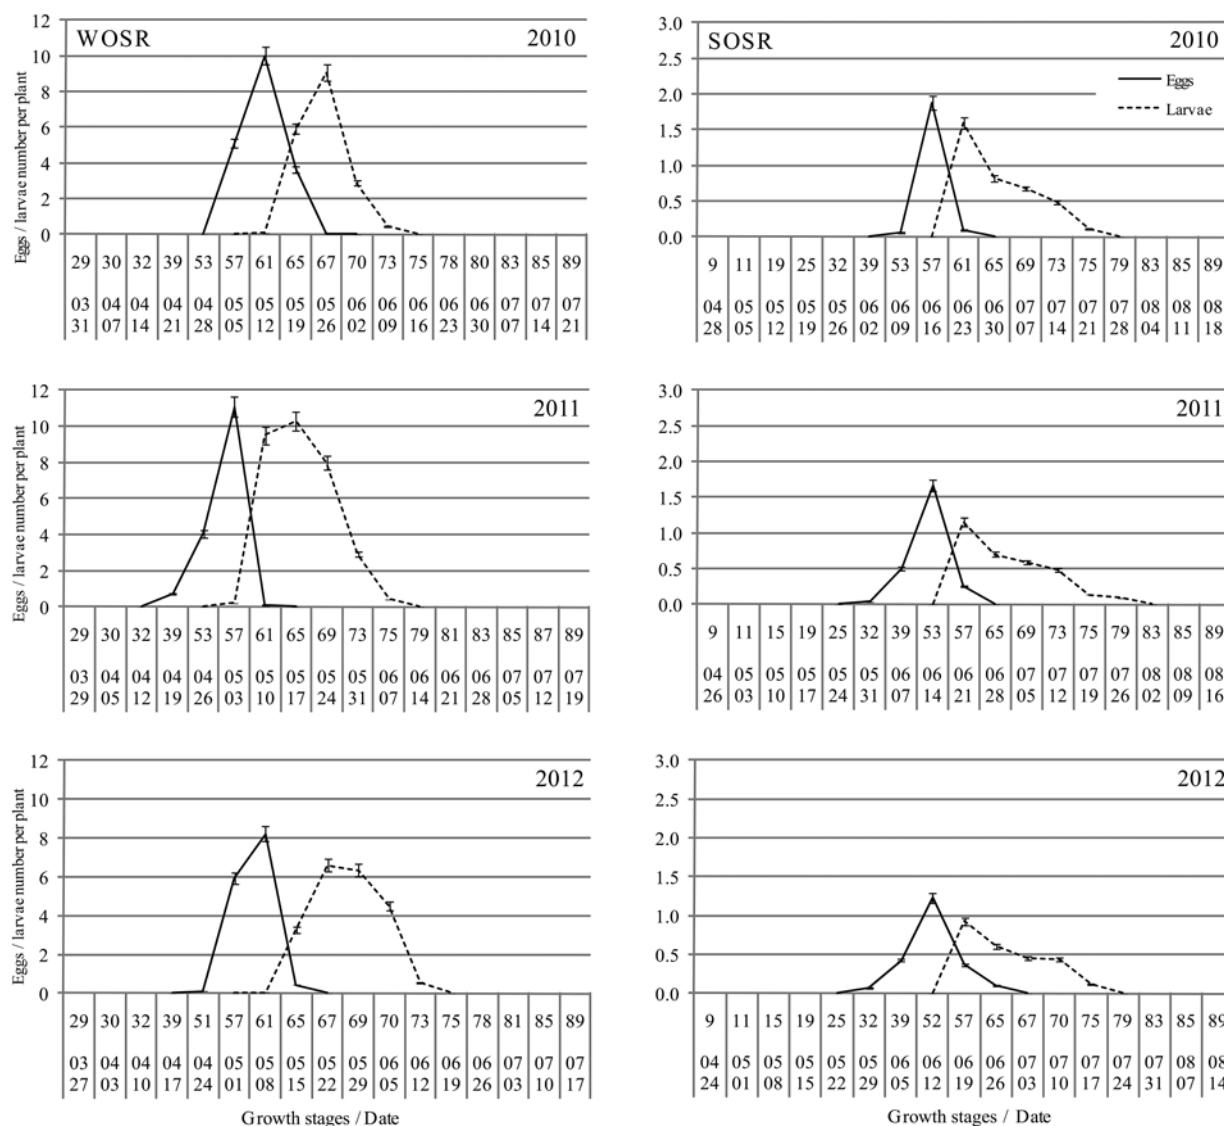 WOSR 2010
Eggs / larvae number per plant
12
10
8
6
4
2
0
29 30 32 39 53 57 61 65 67 70 73 75 78 80 83 85 89
03 04 04 04 04 05 05 05 05 06 06 06 06 06 07 07 07
31 07 14 21 28 05 12 19 26 02 09 16 23 30 07 14 21
SOSR 2010
Eggs
Larvae
3.0
2.5
2.0
1.5
1.0
0.5
0.0
9 11 19 25 32 39 53 57 61 65 69 73 75 79 83 85 89
04 05 05 05 05 06 06 06 06 06 07 07 07 07 08 08 08
28 05 12 19 26 02 09 16 23 30 07 14 21 28 04 11 18
2011
Eggs / larvae number per plant
12
10
8
6
4
2
0
29 30 32 39 53 57 61 65 69 73 75 79 81 83 85 87 89
03 04 04 04 04 05 05 05 05 05 06 06 06 06 07 07 07
29 05 12 19 26 03 10 17 24 31 07 14 21 28 05 12 19
2011
3.0
2.5
2.0
1.5
1.0
0.5
0.0
9 11 15 19 25 32 39 53 57 65 69 73 75 79 83 85 89
04 05 05 05 05 05 06 06 06 06 07 07 07 07 08 08 08
26 03 10 17 24 31 07 14 21 28 05 12 19 26 02 09 16
2012
Eggs / larvae number per plant
12
10
8
6
4
2
0
29 30 32 39 51 57 61 65 67 69 70 73 75 78 81 85 89
03 04 04 04 04 05 05 05 05 05 06 06 06 06 07 07 07
27 03 10 17 24 01 08 15 22 29 05 12 19 26 03 10 17
Growth stages / Date
2012
3.0
2.5
2.0
1.5
1.0
0.5
0.0
9 11 15 19 25 32 39 52 57 65 67 70 75 79 83 85 89
04 05 05 05 05 05 06 06 06 06 07 07 07 07 07 08 08
24 01 08 15 22 29 05 12 19 26 03 10 17 24 31 07 14
Growth stages / Date